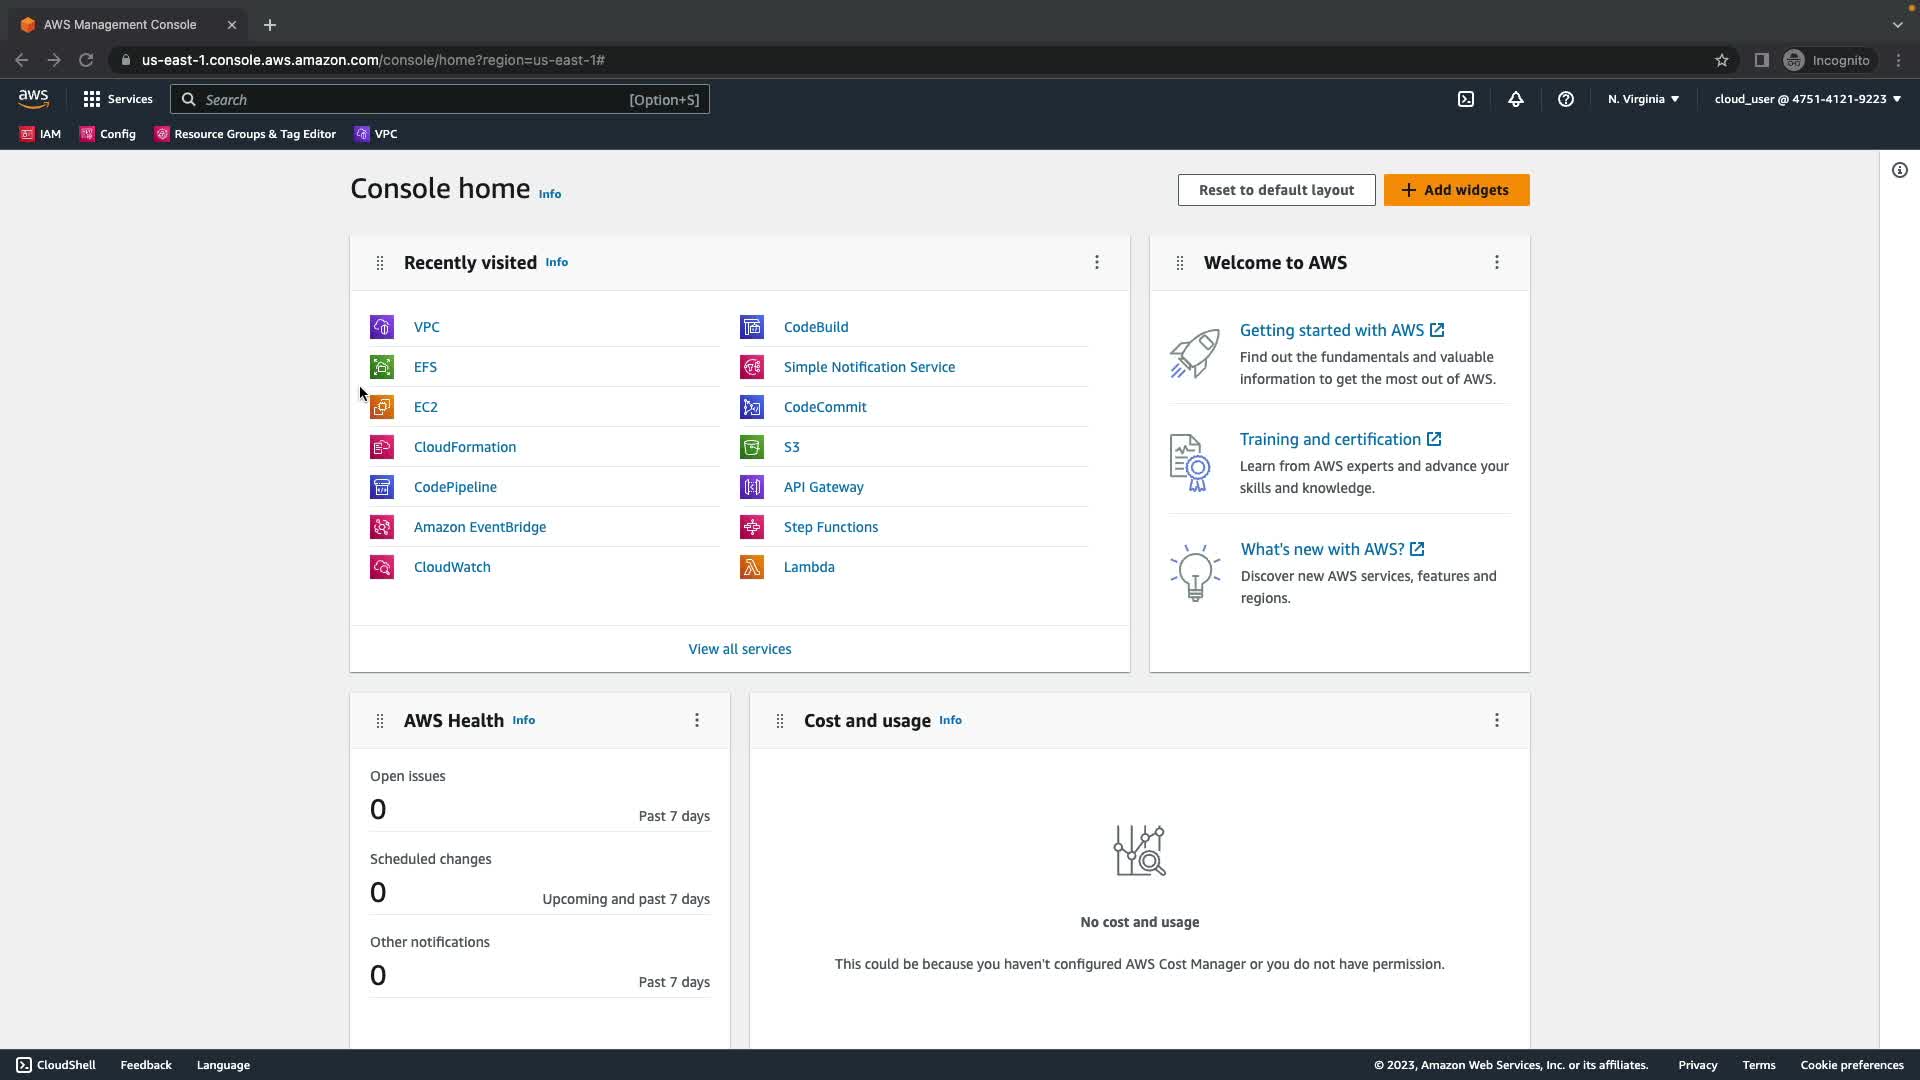 AWS Management Console
us-east-1.console.aws.amazon.com/console/home?region=us-east-1#
Incognito
aws
Services
Search
[Option+S]
N. Virginia
cloud_user @ 4751-4121-9223
IAM
Config
Resource Groups & Tag Editor
VPC
Console home
Info
Reset to default layout
Add widgets
Recently visited
Info
VPC
EFS
EC2
CloudFormation
CodePipeline
Amazon EventBridge
CloudWatch
CodeBuild
Simple Notification Service
CodeCommit
S3
API Gateway
Step Functions
Lambda
View all services
Welcome to AWS
Getting started with AWS
Find out the fundamentals and valuable
information to get the most out of AWS.
Training and certification
Learn from AWS experts and advance your
skills and knowledge.
What's new with AWS?
Discover new AWS services, features and
regions.
AWS Health
Info
Open issues
0
Past 7 days
Scheduled changes
0
Upcoming and past 7 days
Other notifications
0
Past 7 days
Cost and usage
Info
No cost and usage
This could be because you haven't configured AWS Cost Manager or you do not have permission.
CloudShell
Feedback
Language
© 2023, Amazon Web Services, Inc. or its affiliates.
Privacy
Terms
Cookie preferences